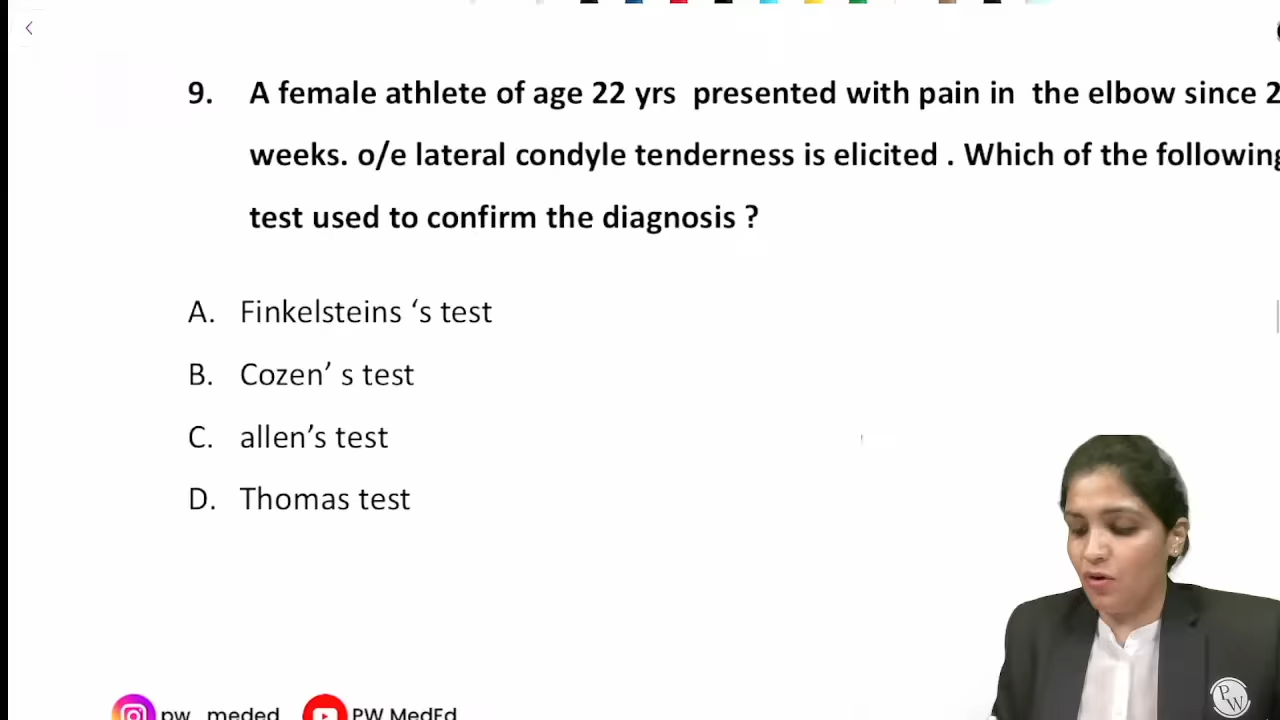 9. A female athlete of age 22 yrs presented with pain in the elbow since 2
weeks. o/e lateral condyle tenderness is elicited . Which of the following
test used to confirm the diagnosis ?
A. Finkelsteins ‘s test
B. Cozen’ s test
C. allen’s test
D. Thomas test
pw_meded PW MedEd
PW